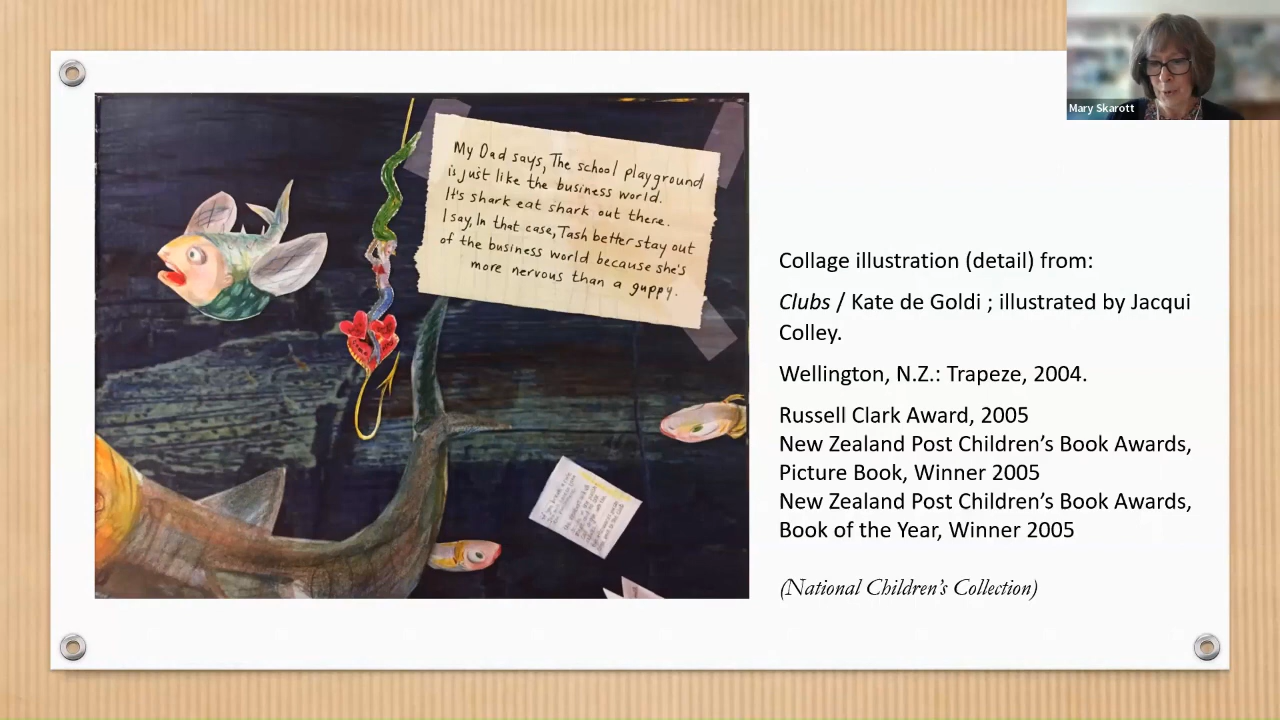 Mary Skarott
My Dad says, The school playground
is just like the business world.
It's shark eat shark out there.
I say, In that case, Tash better stay out
of the business world because she's
more nervous than a guppy.
Collage illustration (detail) from:
Clubs / Kate de Goldi ; illustrated by Jacqui
Colley.
Wellington, N.Z.: Trapeze, 2004.
Russell Clark Award, 2005
New Zealand Post Children’s Book Awards,
Picture Book, Winner 2005
New Zealand Post Children’s Book Awards,
Book of the Year, Winner 2005
(National Children’s Collection)